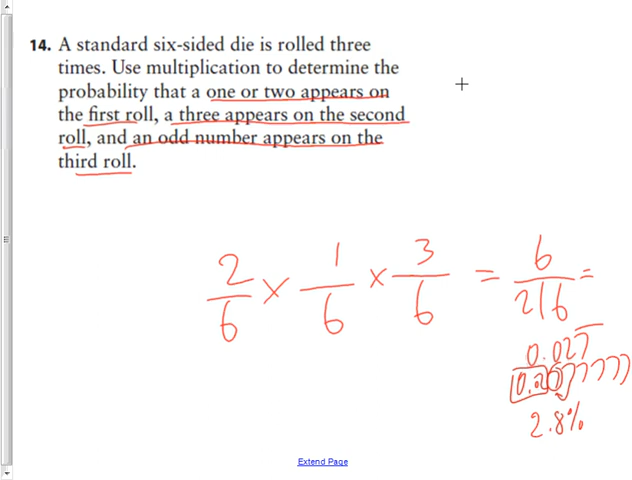 14. A standard six-sided die is rolled three
times. Use multiplication to determine the
probability that a one or two appears on
the first roll, a three appears on the second
roll, and an odd number appears on the
third roll.
2/6 × 1/6 × 3/6 = 6/216 =
0.027
2.8%
Extend Page